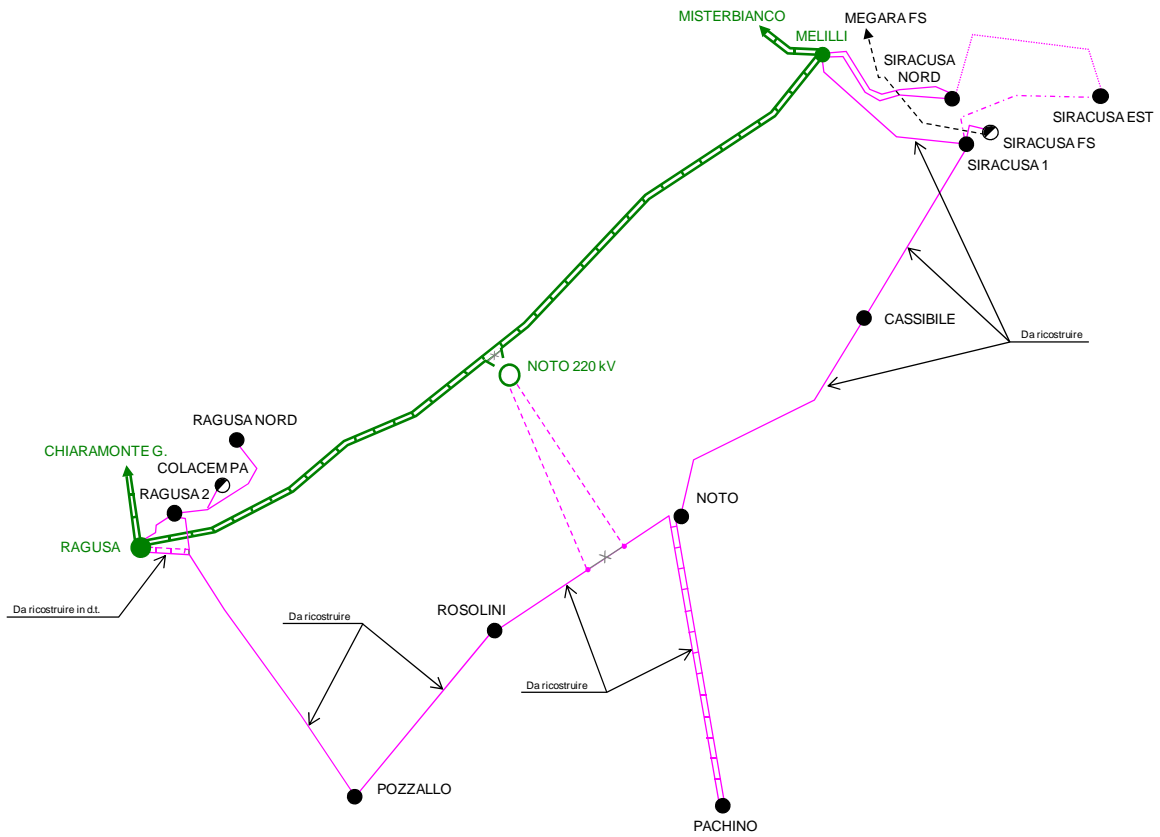 MISTERBIANCO
MEGARA FS
MELILLI
SIRACUSA
NORD
SIRACUSA EST
SIRACUSA FS
SIRACUSA 1
CASSIBILE
Da ricostruire
NOTO 220 kV
RAGUSA NORD
CHIARAMONTE G.
COLACEM PA
RAGUSA 2
NOTO
RAGUSA
Da ricostruire in d.t.
ROSOLINI
Da ricostruire
Da ricostruire
POZZALLO
PACHINO